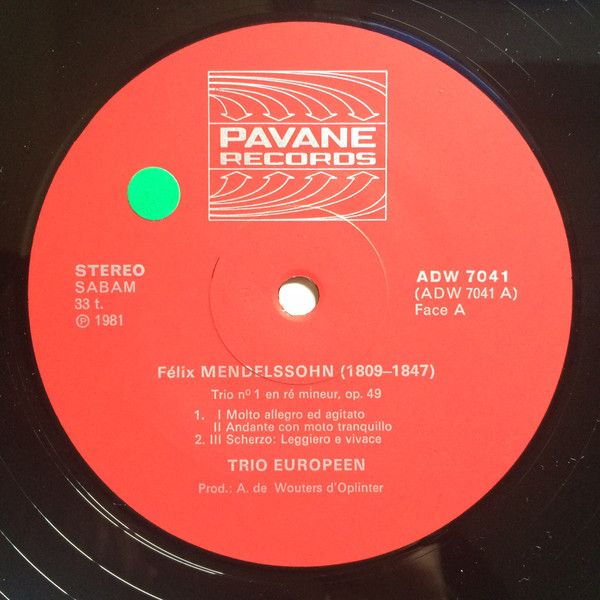 PAVANE
RECORDS
STEREO
SABAM
33 t.
℗ 1981
ADW 7041
(ADW 7041 A)
Face A
Félix MENDELSSOHN (1809–1847)
Trio nº 1 en ré mineur, op. 49
1. I Molto allegro ed agitato
II Andante con moto tranquillo
2. III Scherzo: Leggiero e vivace
TRIO EUROPEEN
Prod.: A. de Wouters d'Oplinter